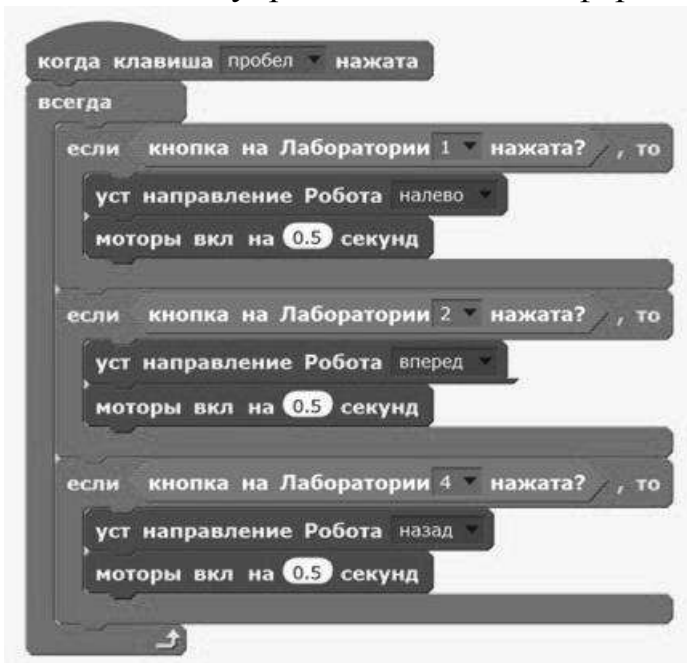 когда клавиша пробел нажата
всегда
если кнопка на Лаборатории 1 нажата? , то
уст направление Робота налево
моторы вкл на 0.5 секунд
если кнопка на Лаборатории 2 нажата? , то
уст направление Робота вперед
моторы вкл на 0.5 секунд
если кнопка на Лаборатории 4 нажата? , то
уст направление Робота назад
моторы вкл на 0.5 секунд